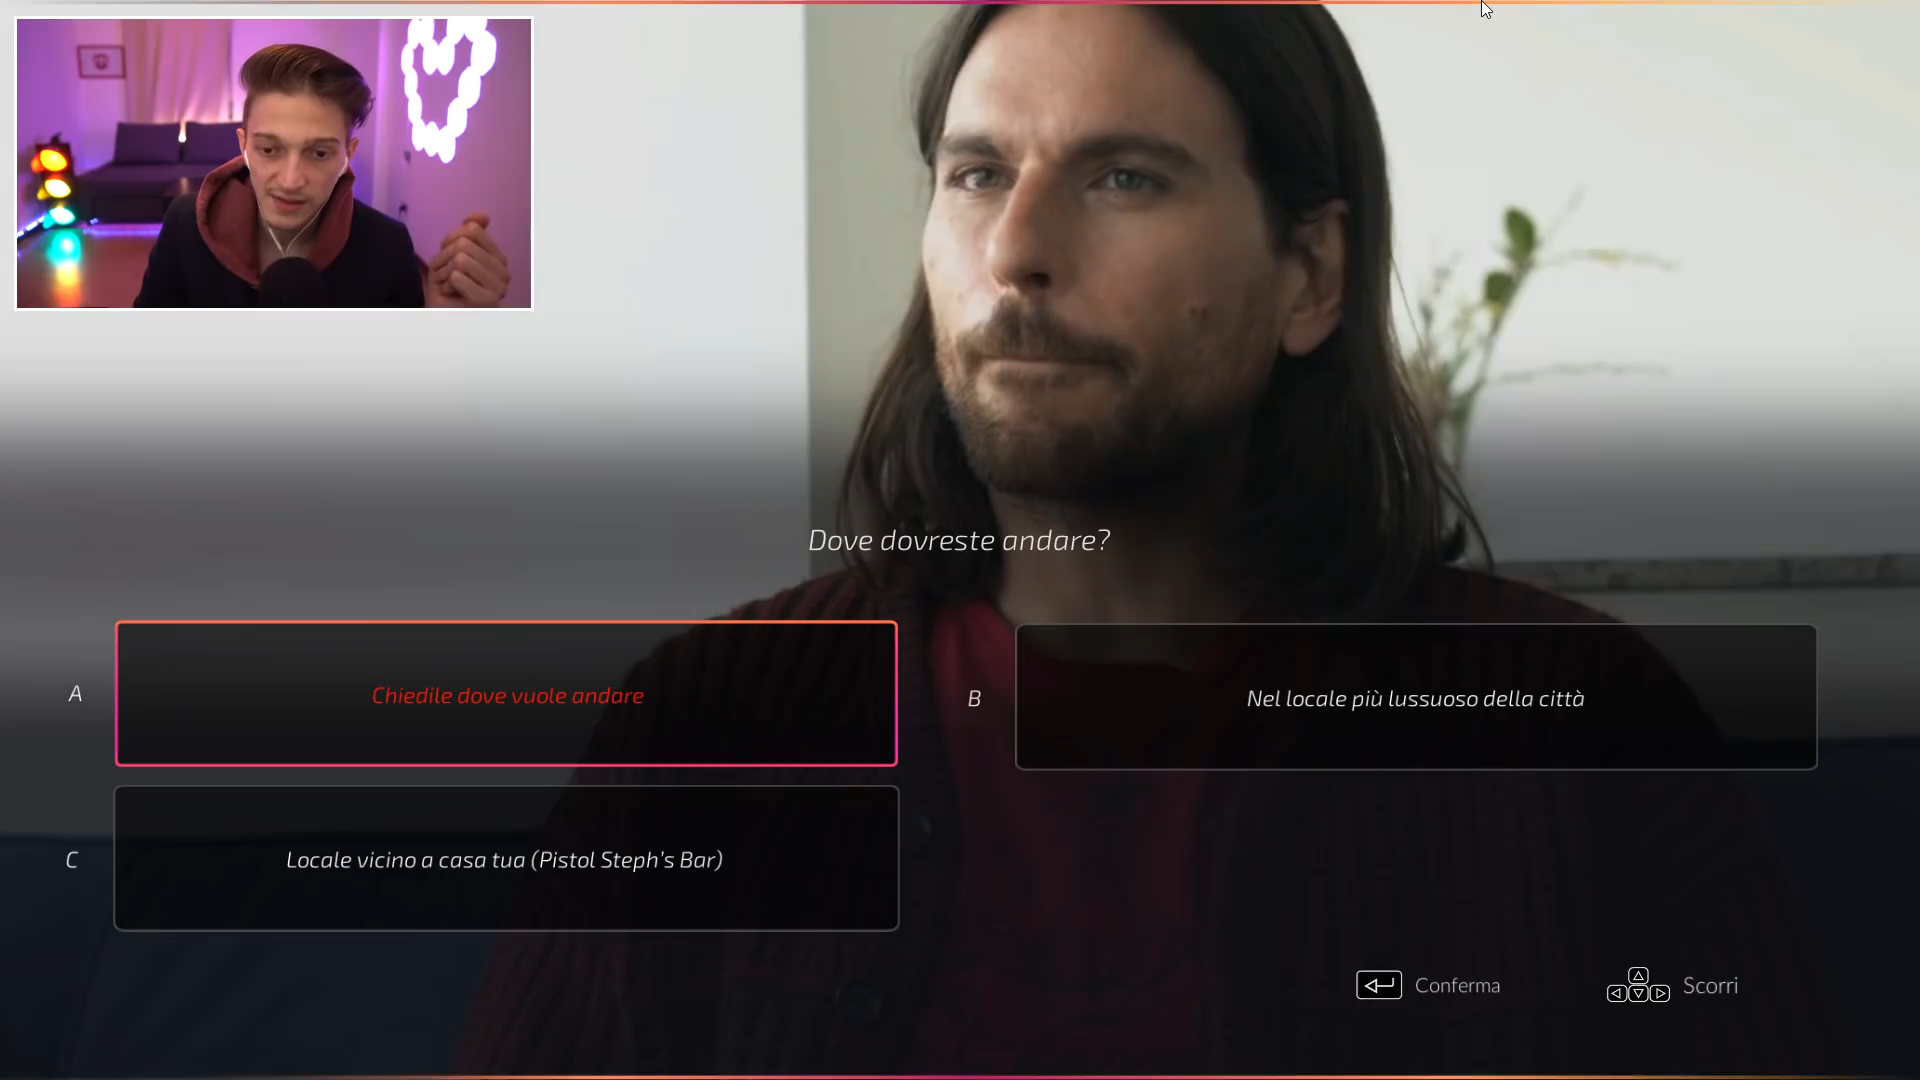 Dove dovreste andare?
A
Chiedile dove vuole andare
B
Nel locale più lussuoso della città
C
Locale vicino a casa tua (Pistol Steph's Bar)
Conferma
Scorri